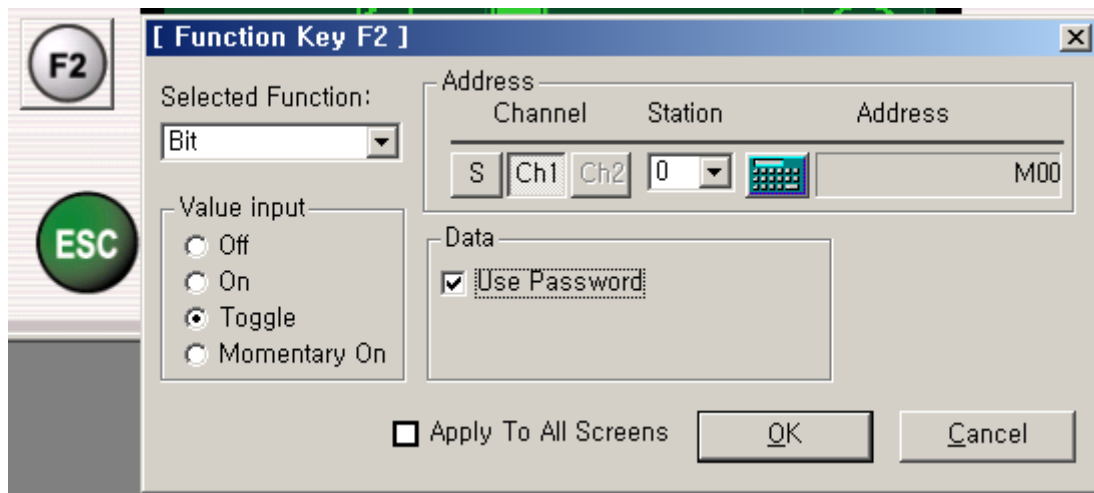 [ Function Key F2 ]
F2
Selected Function:
Bit
Address
Channel Station Address
S Ch1 Ch2 0 M00
Value input
Off
On
Toggle
Momentary On
ESC
Data
Use Password
Apply To All Screens OK Cancel